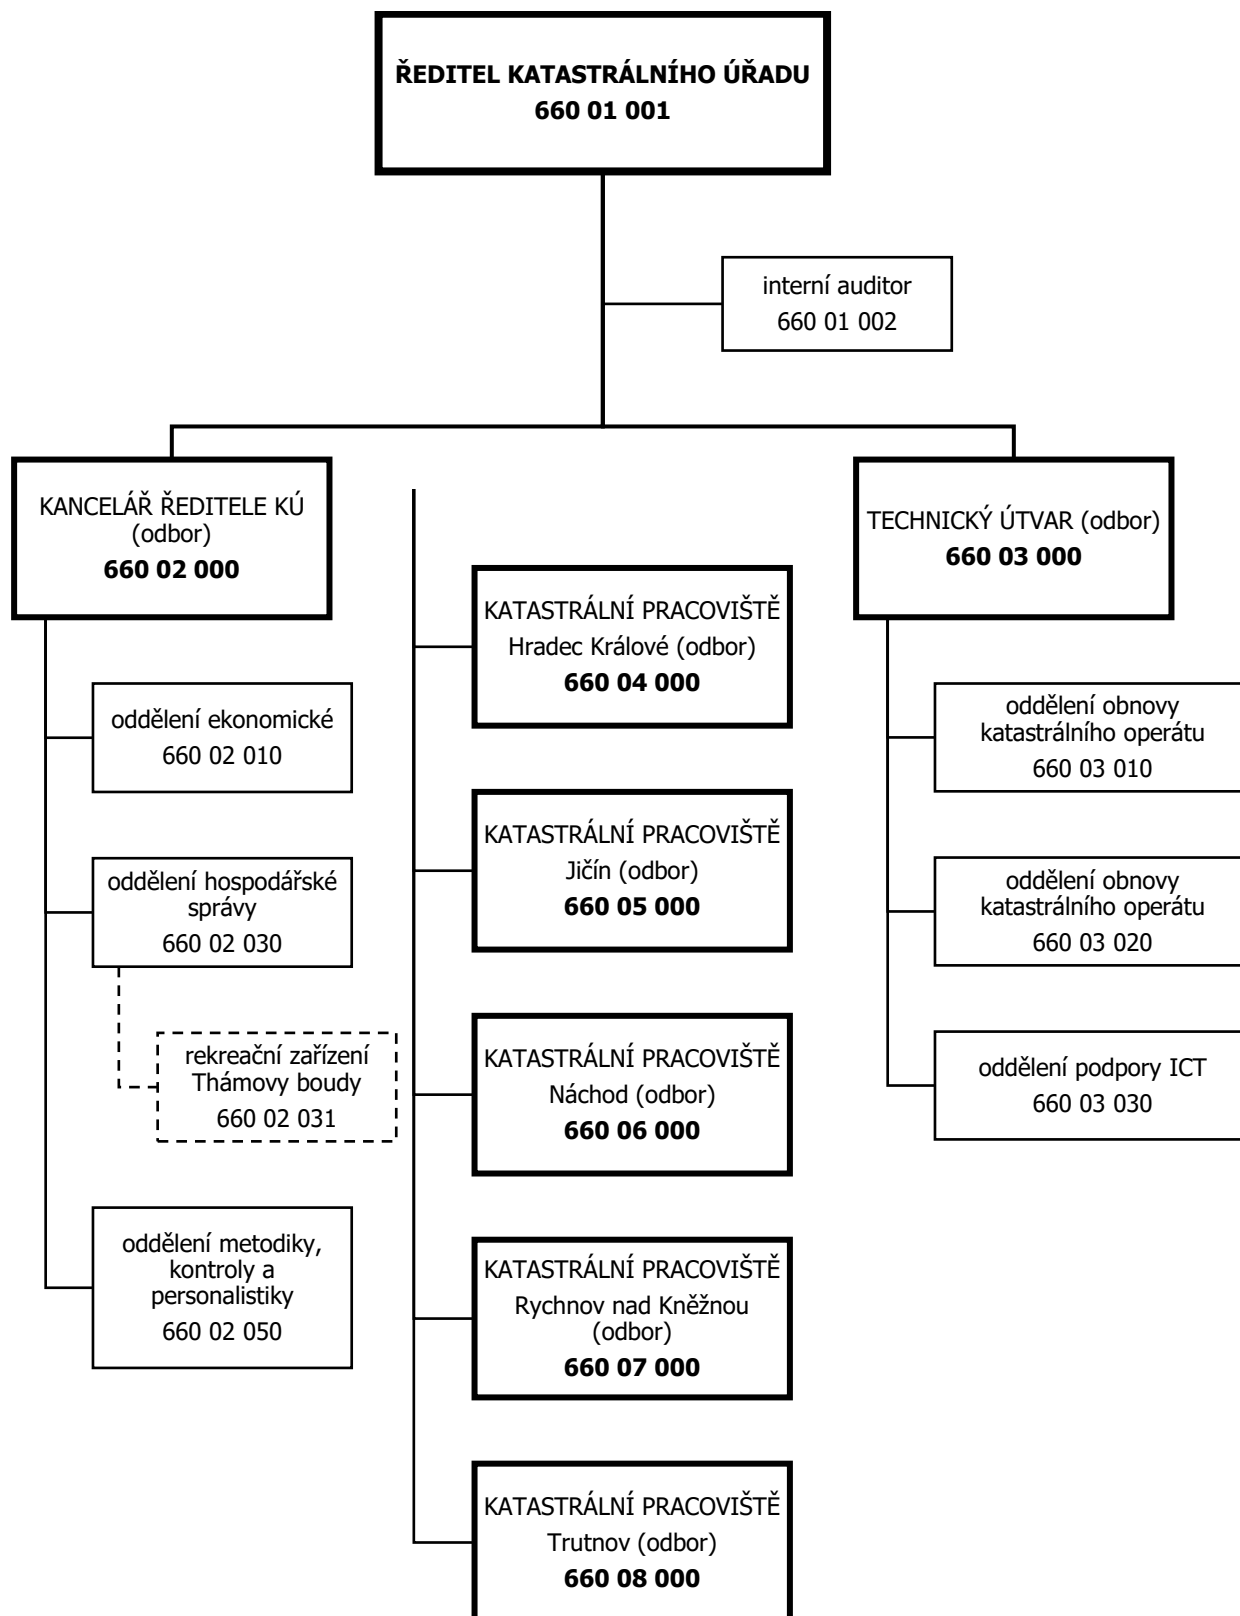 ŘEDITEL KATASTRÁLNÍHO ÚŘADU
660 01 001
interní auditor
660 01 002
KANCELÁŘ ŘEDITELE KÚ
(odbor)
660 02 000
oddělení ekonomické
660 02 010
oddělení hospodářské
správy
660 02 030
rekreační zařízení
Thámovy boudy
660 02 031
oddělení metodiky,
kontroly a
personalistiky
660 02 050
KATASTRÁLNÍ PRACOVIŠTĚ
Hradec Králové (odbor)
660 04 000
KATASTRÁLNÍ PRACOVIŠTĚ
Jičín (odbor)
660 05 000
KATASTRÁLNÍ PRACOVIŠTĚ
Náchod (odbor)
660 06 000
KATASTRÁLNÍ PRACOVIŠTĚ
Rychnov nad Kněžnou
(odbor)
660 07 000
KATASTRÁLNÍ PRACOVIŠTĚ
Trutnov (odbor)
660 08 000
TECHNICKÝ ÚTVAR (odbor)
660 03 000
oddělení obnovy
katastrálního operátu
660 03 010
oddělení obnovy
katastrálního operátu
660 03 020
oddělení podpory ICT
660 03 030